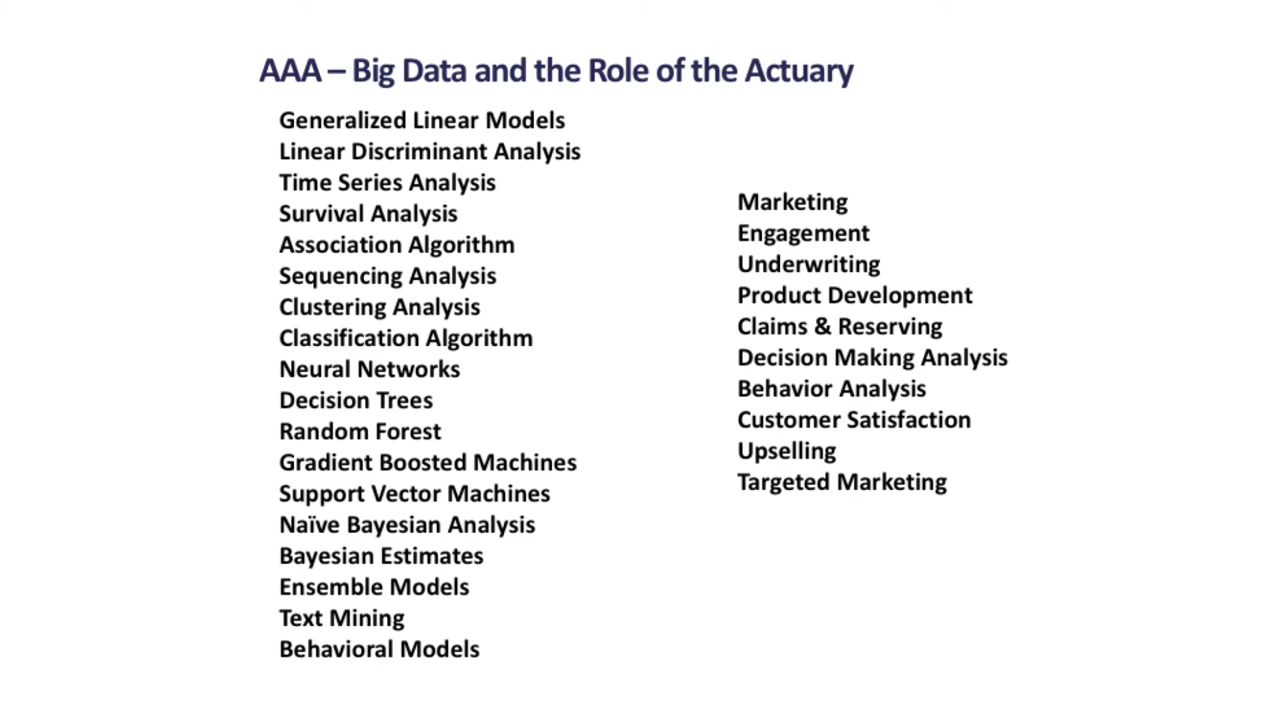 AAA – Big Data and the Role of the Actuary
Generalized Linear Models
Linear Discriminant Analysis
Time Series Analysis
Survival Analysis
Association Algorithm
Sequencing Analysis
Clustering Analysis
Classification Algorithm
Neural Networks
Decision Trees
Random Forest
Gradient Boosted Machines
Support Vector Machines
Naïve Bayesian Analysis
Bayesian Estimates
Ensemble Models
Text Mining
Behavioral Models
Marketing
Engagement
Underwriting
Product Development
Claims & Reserving
Decision Making Analysis
Behavior Analysis
Customer Satisfaction
Upselling
Targeted Marketing